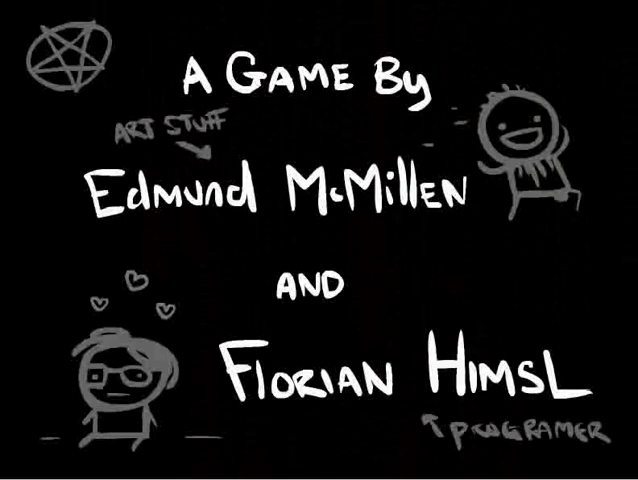 A GAME By
ART STUFF
Edmund McMillen
AND
FlORIAN HIMSL
PROGRAMER